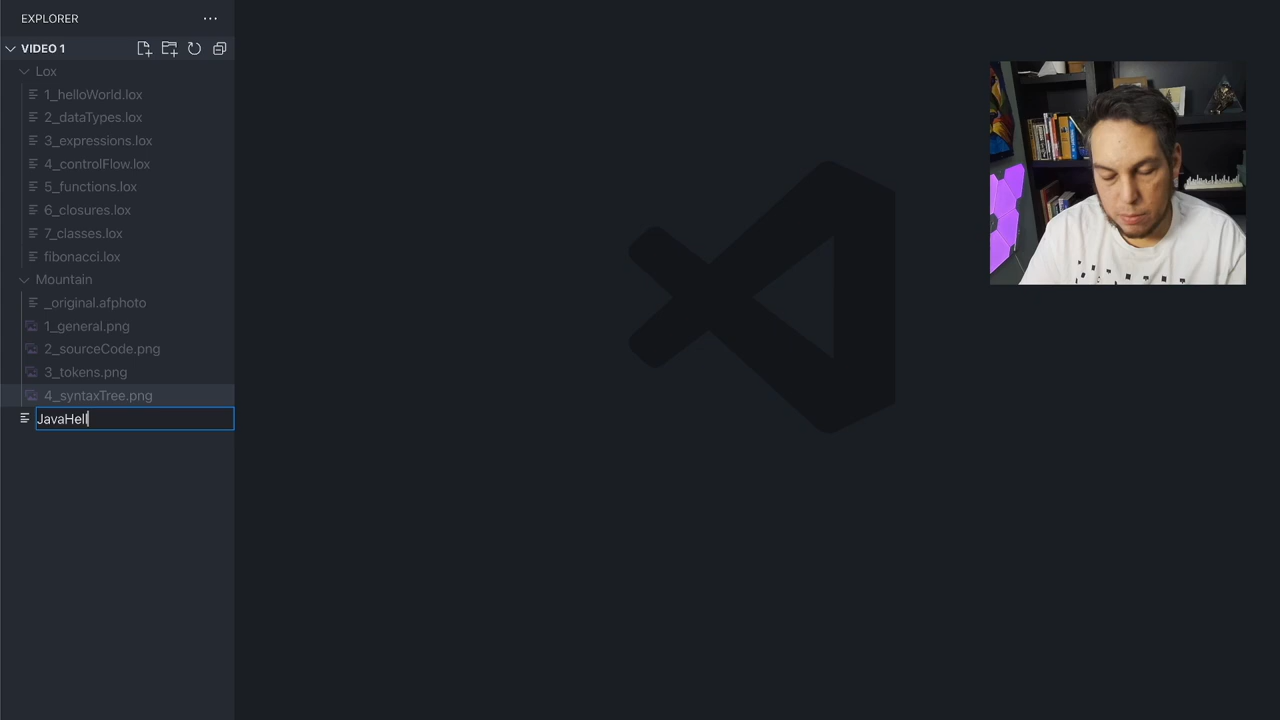 EXPLORER
VIDEO 1
Lox
1_helloWorld.lox
2_dataTypes.lox
3_expressions.lox
4_controlFlow.lox
5_functions.lox
6_closures.lox
7_classes.lox
fibonacci.lox
Mountain
_original.afphoto
1_general.png
2_sourceCode.png
3_tokens.png
4_syntaxTree.png
JavaHell